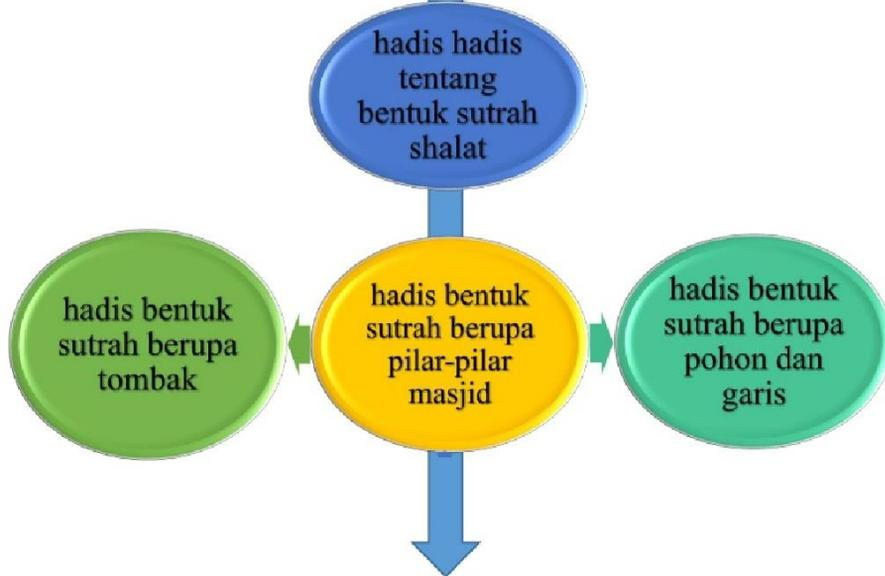 hadis hadis
tentang
bentuk sutrah
shalat
hadis bentuk
sutrah berupa
tombak
hadis bentuk
sutrah berupa
pilar-pilar
masjid
hadis bentuk
sutrah berupa
pohon dan
garis